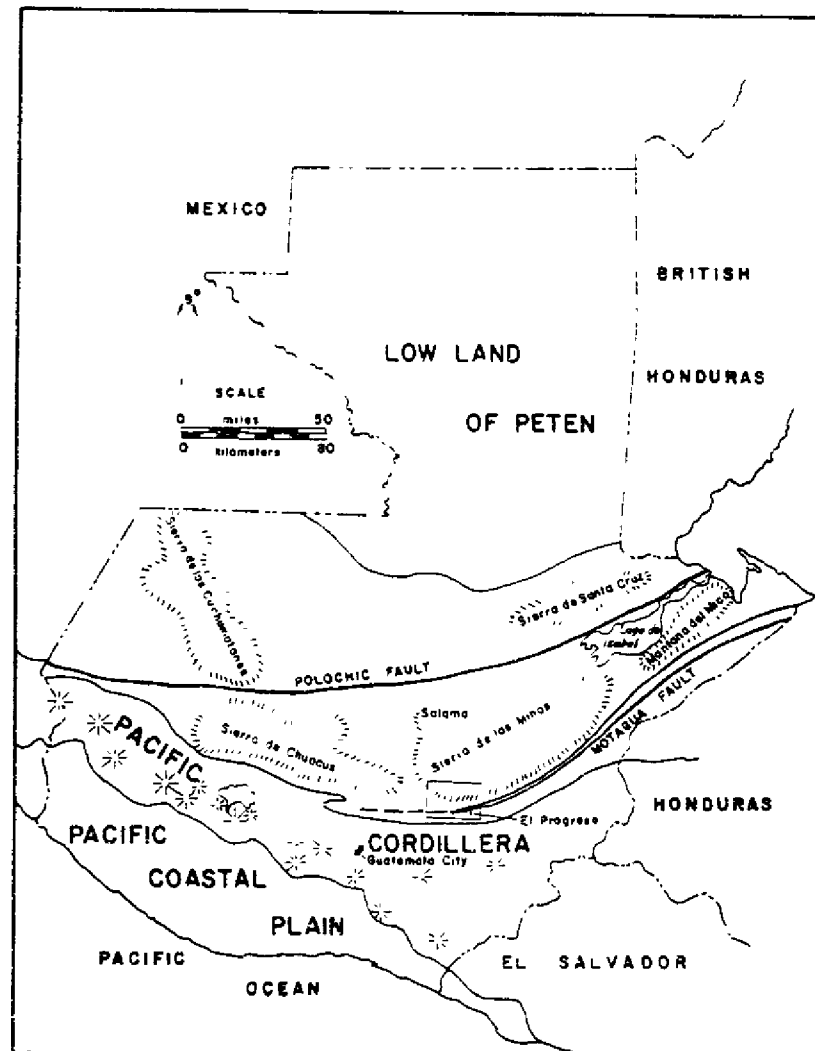 MEXICO
BRITISH
HONDURAS
LOW LAND
OF PETEN
SCALE
0 miles 50
0 kilometers 80
Sierra de los Cuchumatanes
Sierra de Santa Cruz
Lago de
Isabel
Montana del Mico
POLOCHIC FAULT
MOTAGUA FAULT
Salama
Sierra de las Minas
Sierra de Chuacus
PACIFIC
CORDILLERA
El Progreso
HONDURAS
Guatemala City
PACIFIC
COASTAL
PLAIN
PACIFIC
OCEAN
EL SALVADOR